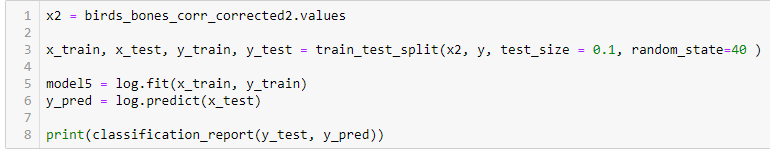 1 x2 = birds_bones_corr_corrected2.values
2
3 x_train, x_test, y_train, y_test = train_test_split(x2, y, test_size = 0.1, random_state=40 )
4
5 model5 = log.fit(x_train, y_train)
6 y_pred = log.predict(x_test)
7
8 print(classification_report(y_test, y_pred))